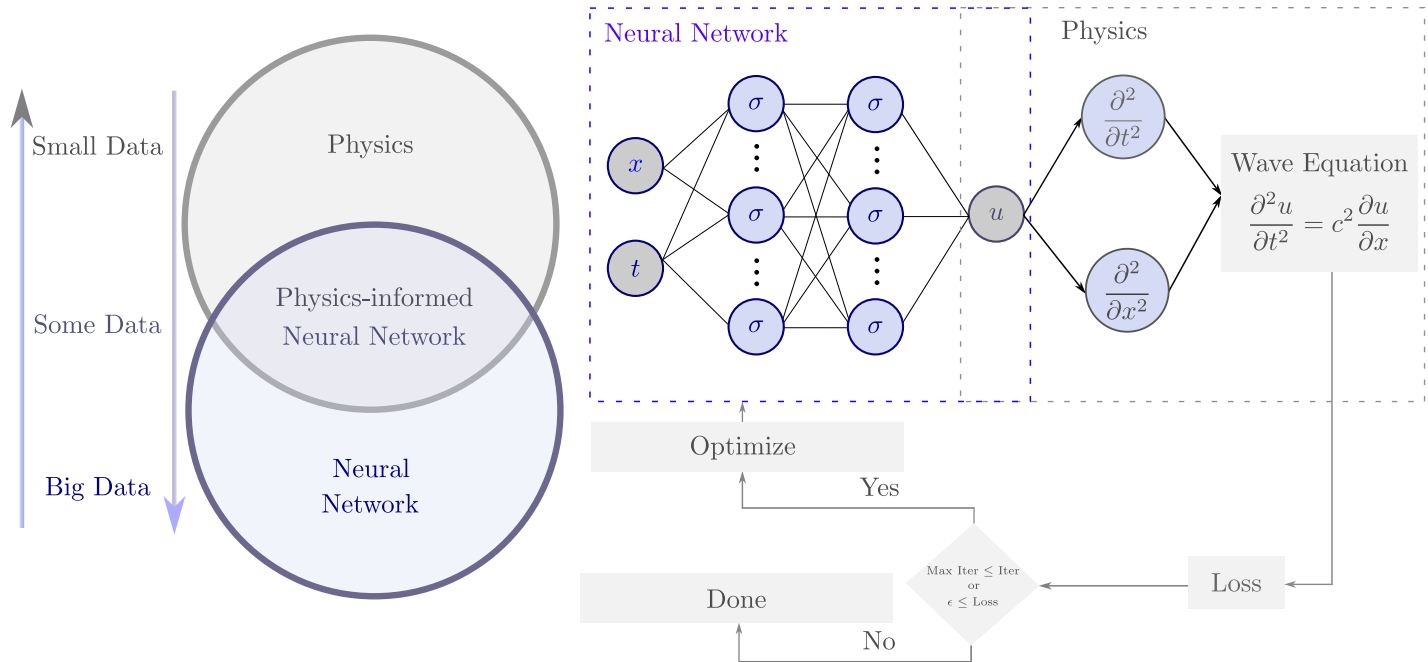 Small Data
Some Data
Big Data
Physics
Physics-informed
Neural Network
Neural
Network
Neural Network
Physics
x
t
σ
σ
σ
σ
σ
σ
u
∂²
∂t²
∂²
∂x²
Wave Equation
∂²u/∂t² = c² ∂u/∂x
Optimize
Yes
Max Iter ≤ Iter
or
ϵ ≤ Loss
Loss
Done
No